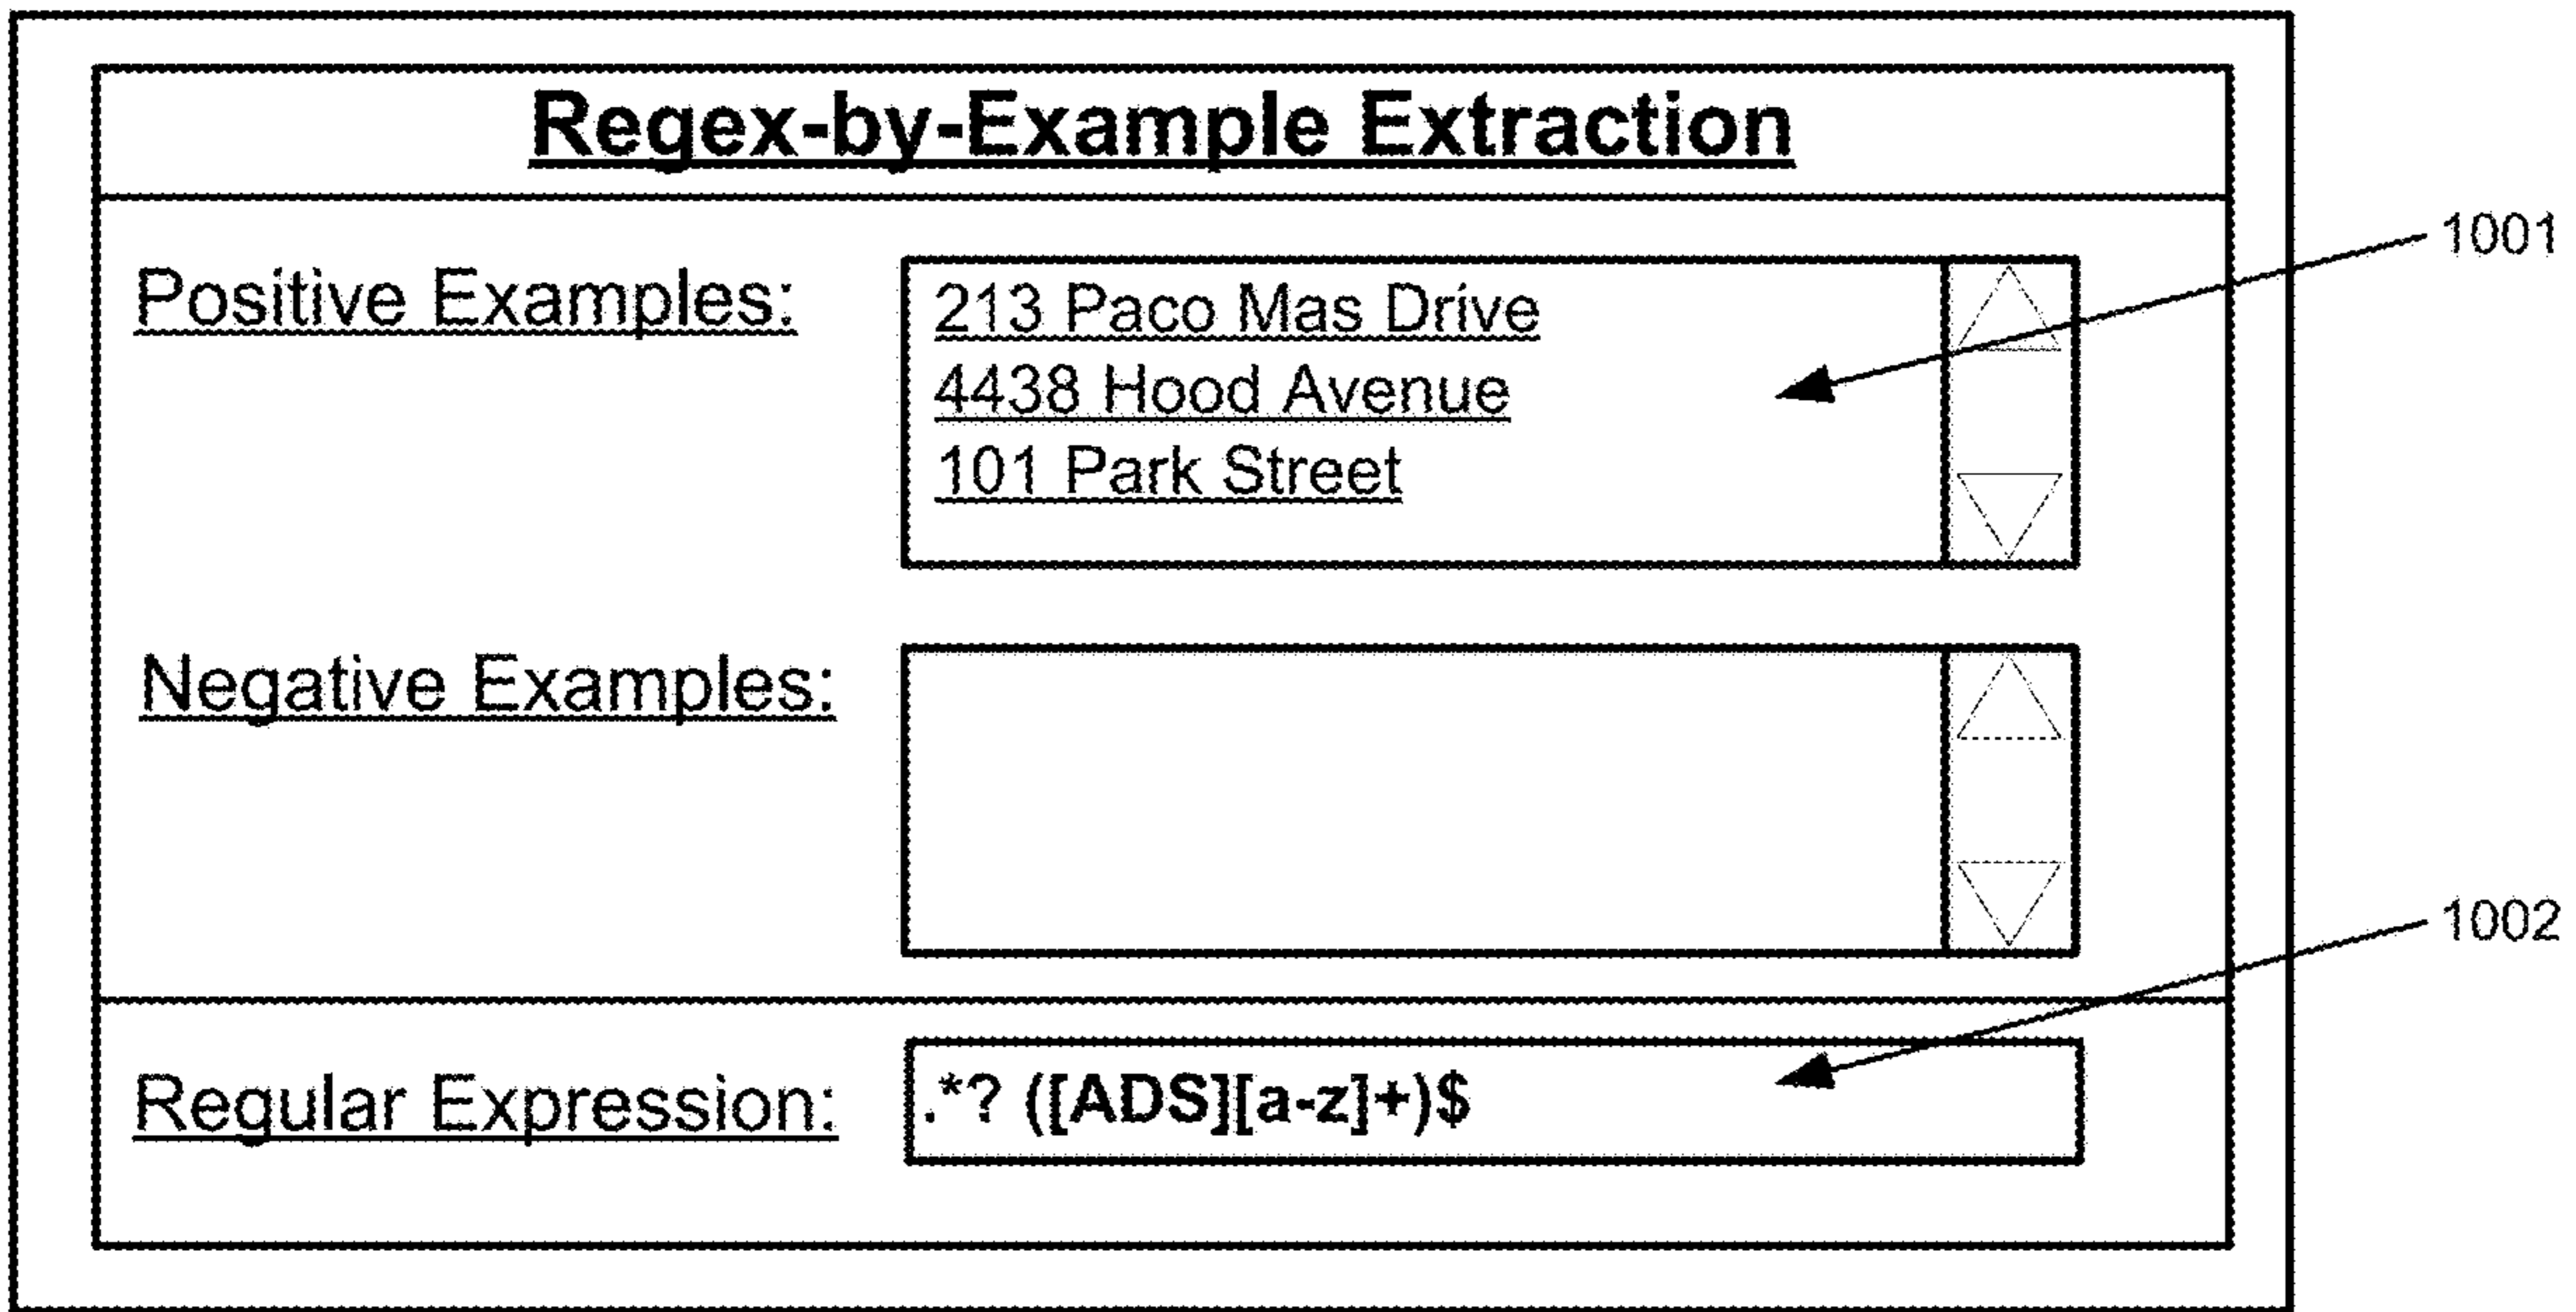 Regex-by-Example Extraction
1001
Positive Examples:
213 Paco Mas Drive
4438 Hood Avenue
101 Park Street
Negative Examples:
1002
Regular Expression:
.*? ([ADS][a-z]+)$